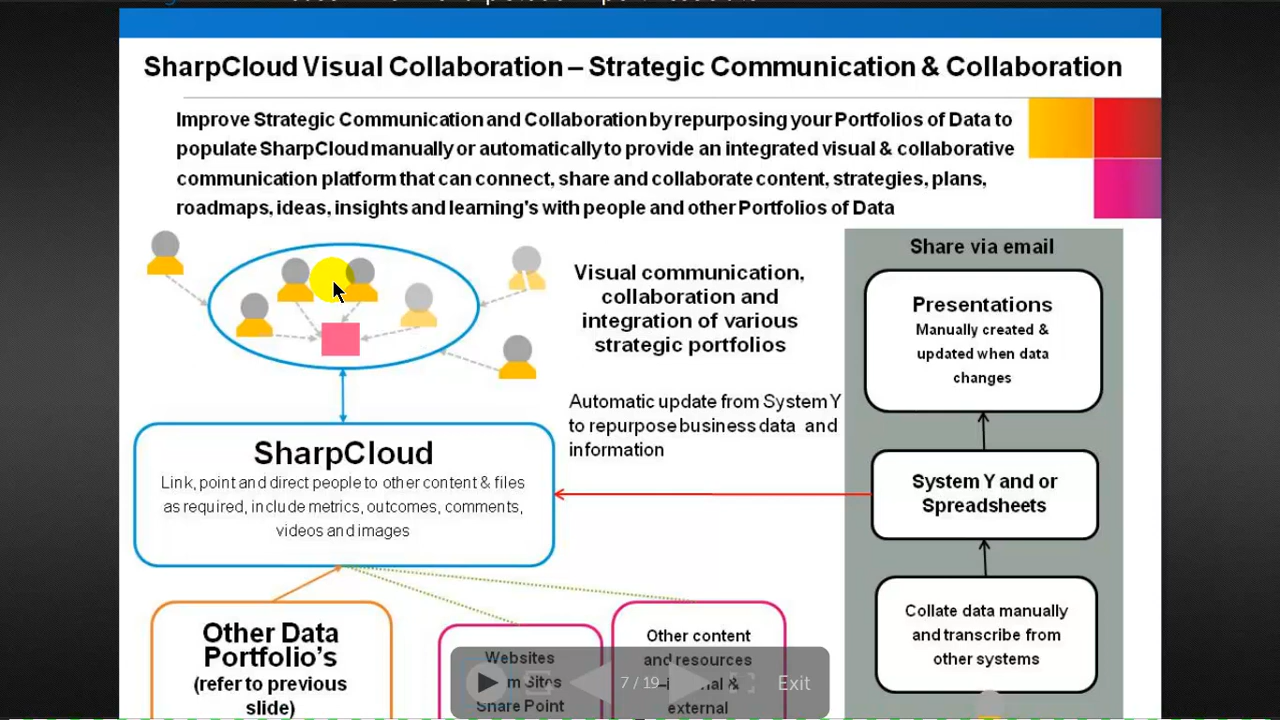 SharpCloud Visual Collaboration – Strategic Communication & Collaboration
Improve Strategic Communication and Collaboration by repurposing your Portfolios of Data to
populate SharpCloud manually or automatically to provide an integrated visual & collaborative
communication platform that can connect, share and collaborate content, strategies, plans,
roadmaps, ideas, insights and learning's with people and other Portfolios of Data
Visual communication,
collaboration and
integration of various
strategic portfolios
Automatic update from System Y
to repurpose business data and
information
SharpCloud
Link, point and direct people to other content & files
as required, include metrics, outcomes, comments,
videos and images
Other Data
Portfolio's
(refer to previous
slide)
Websites
Sites
Share Point
Other content
and resources
&
external
Share via email
Presentations
Manually created &
updated when data
changes
System Y and or
Spreadsheets
Collate data manually
and transcribe from
other systems
7 / 19
Exit